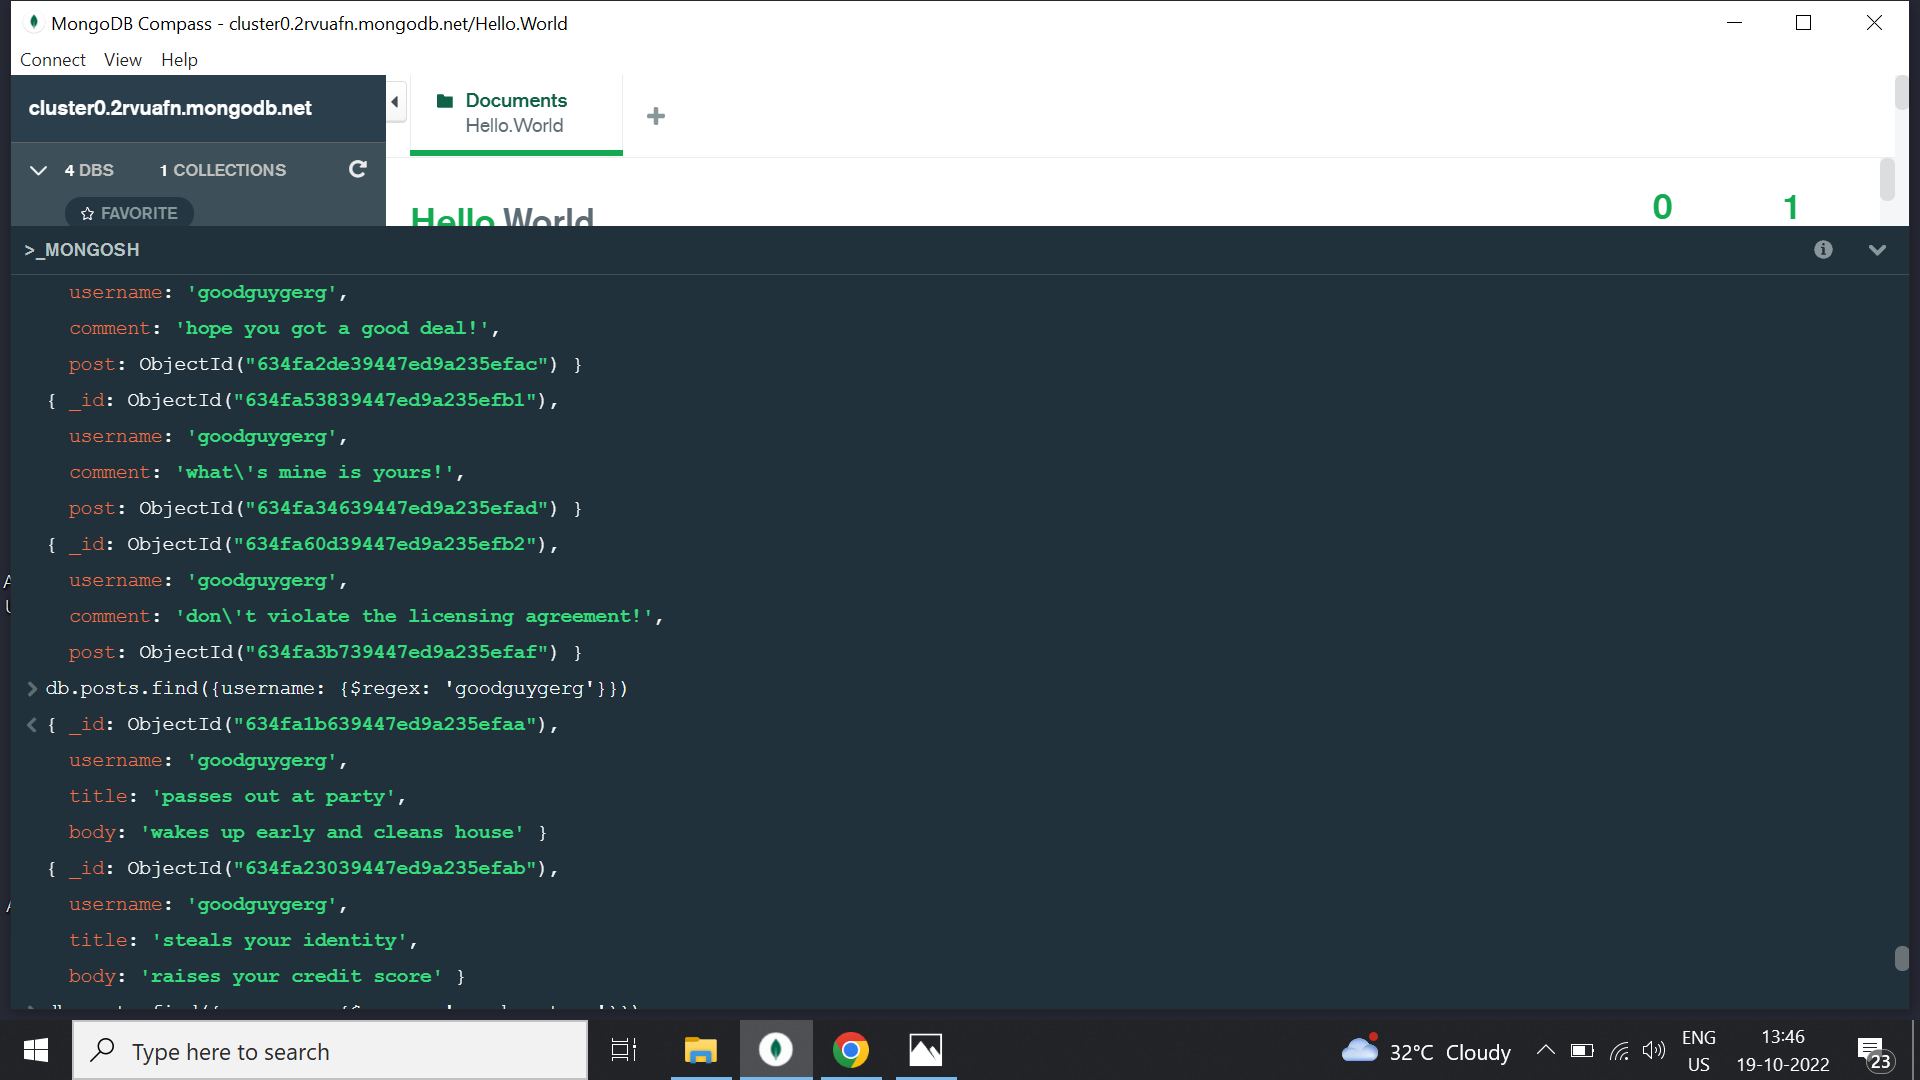 MongoDB Compass - cluster0.2rvuafn.mongodb.net/Hello.World
Connect View Help
cluster0.2rvuafn.mongodb.net
Documents
Hello.World
4 DBS 1 COLLECTIONS
FAVORITE
Hello.World
0 1
>_MONGOSH
username: 'goodguygerg',
comment: 'hope you got a good deal!',
post: ObjectId("634fa2de39447ed9a235efac") }
{ _id: ObjectId("634fa53839447ed9a235efb1"),
username: 'goodguygerg',
comment: 'what\'s mine is yours!',
post: ObjectId("634fa34639447ed9a235efad") }
{ _id: ObjectId("634fa60d39447ed9a235efb2"),
username: 'goodguygerg',
comment: 'don\'t violate the licensing agreement!',
post: ObjectId("634fa3b739447ed9a235efaf") }
db.posts.find({username: {$regex: 'goodguygerg'}})
{ _id: ObjectId("634fa1b639447ed9a235efaa"),
username: 'goodguygerg',
title: 'passes out at party',
body: 'wakes up early and cleans house' }
{ _id: ObjectId("634fa23039447ed9a235efab"),
username: 'goodguygerg',
title: 'steals your identity',
body: 'raises your credit score' }
Type here to search
32°C Cloudy
ENG
US
13:46
19-10-2022
23